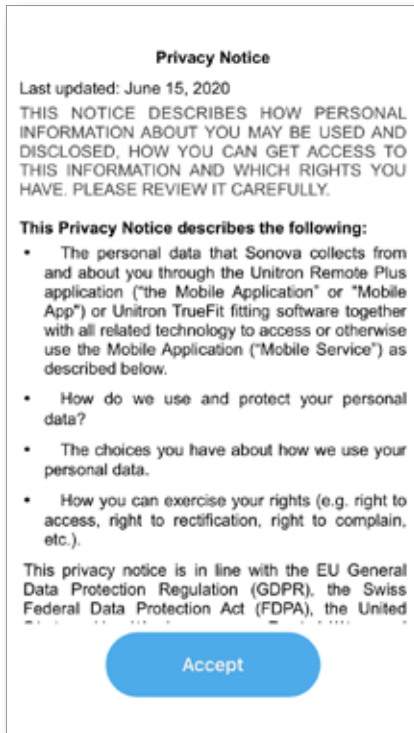 Privacy Notice
Last updated: June 15, 2020
THIS NOTICE DESCRIBES HOW PERSONAL
INFORMATION ABOUT YOU MAY BE USED AND
DISCLOSED, HOW YOU CAN GET ACCESS TO
THIS INFORMATION AND WHICH RIGHTS YOU
HAVE. PLEASE REVIEW IT CAREFULLY.
This Privacy Notice describes the following:
• The personal data that Sonova collects from
and about you through the Unitron Remote Plus
application ("the Mobile Application" or "Mobile
App") or Unitron TrueFit fitting software together
with all related technology to access or otherwise
use the Mobile Application ("Mobile Service") as
described below.
• How do we use and protect your personal
data?
• The choices you have about how we use your
personal data.
• How you can exercise your rights (e.g. right to
access, right to rectification, right to complain,
etc.).
This privacy notice is in line with the EU General
Data Protection Regulation (GDPR), the Swiss
Federal Data Protection Act (FDPA), the United
Accept